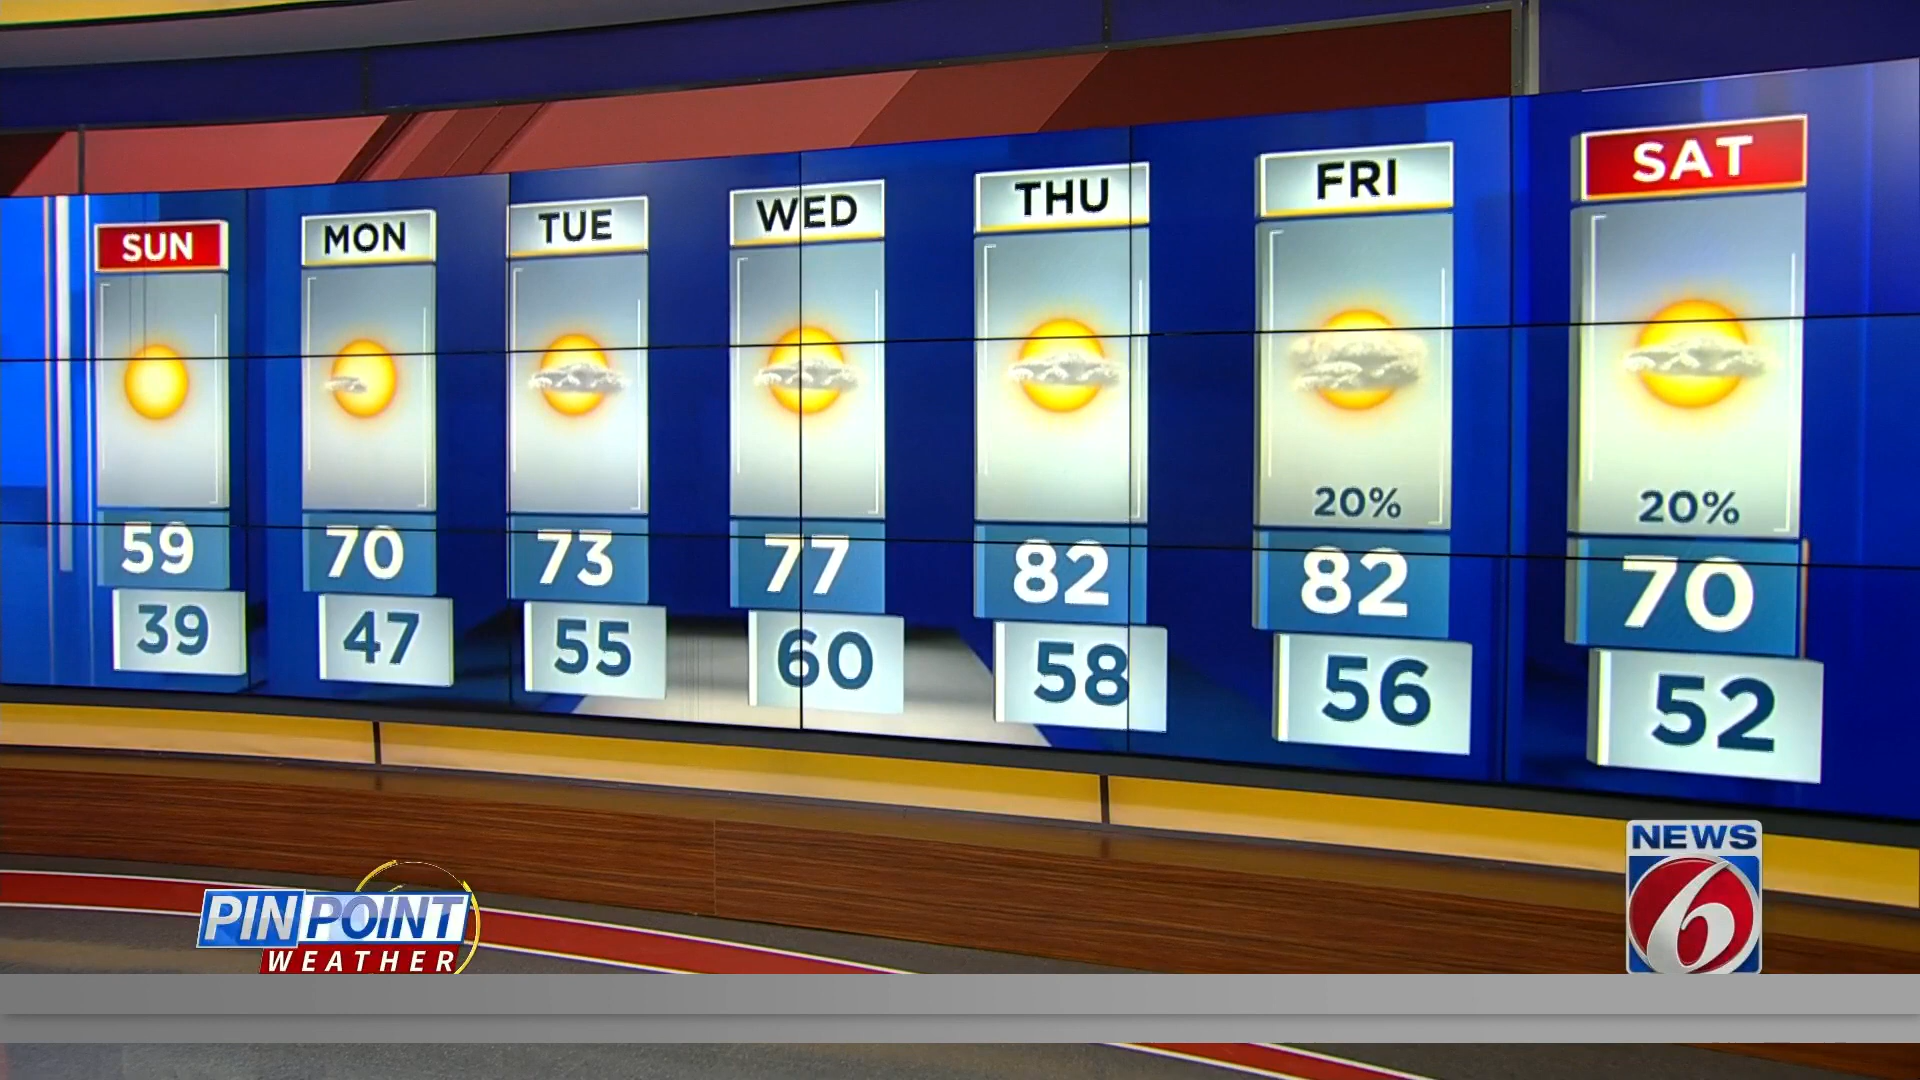 SUN MON TUE WED THU FRI SAT
20% 20%
59 70 73 77 82 82 70
39 47 55 60 58 56 52
PINPOINT
WEATHER
NEWS
6